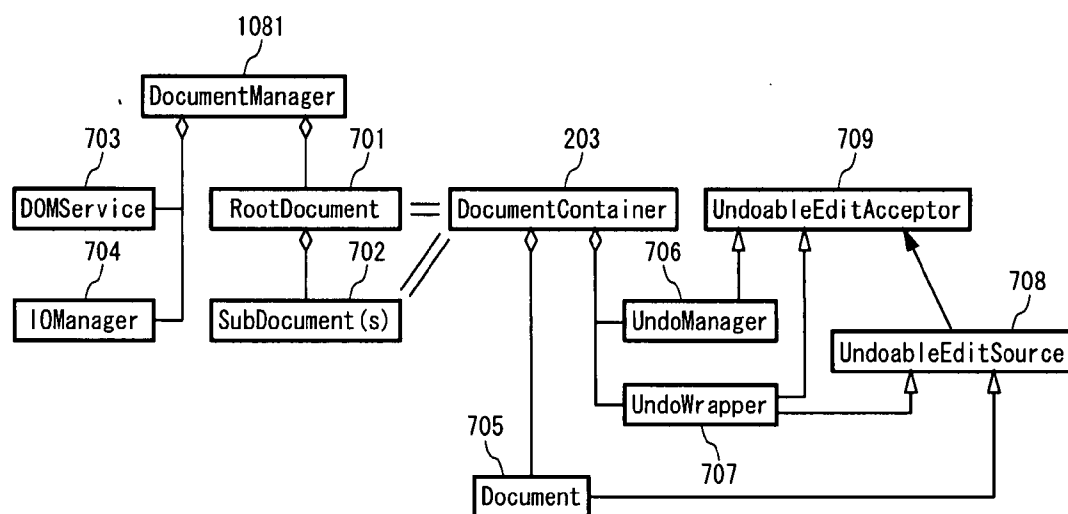 1081
DocumentManager
703
701
203
709
DOMService
RootDocument
DocumentContainer
UndoableEditAcceptor
704
702
706
708
IOManager
SubDocument(s)
UndoManager
UndoableEditSource
UndoWrapper
705
707
Document